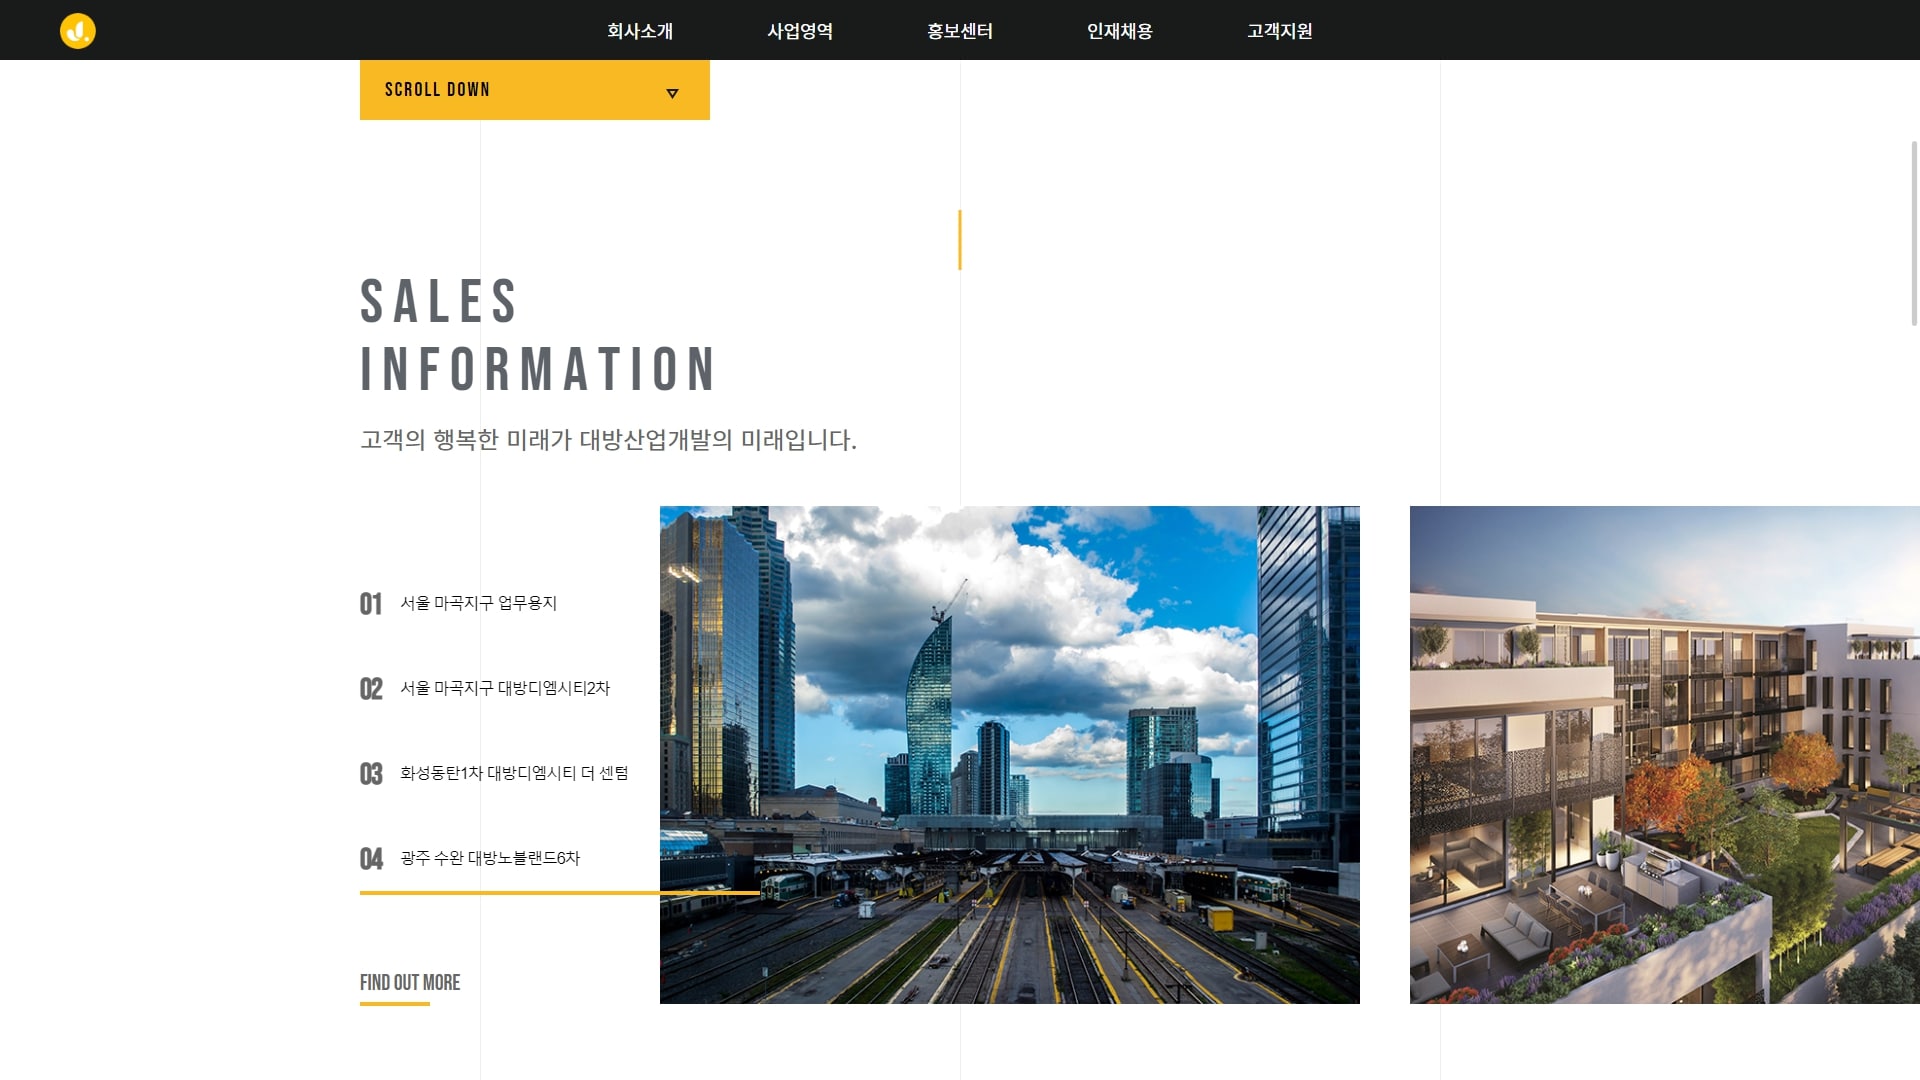 회사소개
사업영역
홍보센터
인재채용
고객지원
SCROLL DOWN
SALES
INFORMATION
고객의 행복한 미래가 대방산업개발의 미래입니다.
01 서울 마곡지구 업무용지
02 서울 마곡지구 대방디엠시티2차
03 화성동탄1차 대방디엠시티 더 센텀
04 광주 수완 대방노블랜드6차
FIND OUT MORE